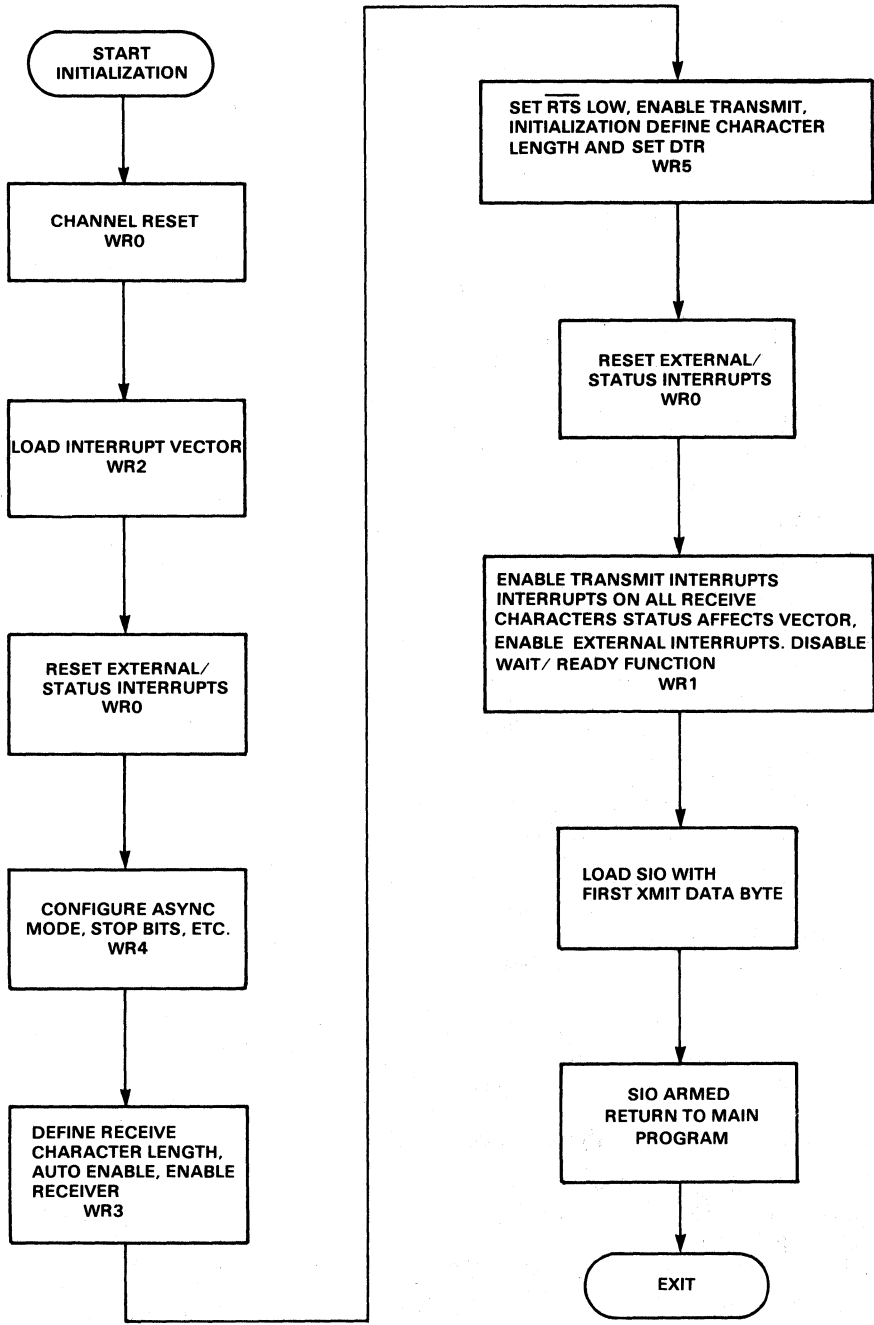 START
INITIALIZATION
CHANNEL RESET
WR0
LOAD INTERRUPT VECTOR
WR2
RESET EXTERNAL/
STATUS INTERRUPTS
WR0
CONFIGURE ASYNC
MODE, STOP BITS, ETC.
WR4
DEFINE RECEIVE
CHARACTER LENGTH,
AUTO ENABLE, ENABLE
RECEIVER
WR3
SET R̅T̅S̅ LOW, ENABLE TRANSMIT,
INITIALIZATION DEFINE CHARACTER
LENGTH AND SET DTR
WR5
RESET EXTERNAL/
STATUS INTERRUPTS
WR0
ENABLE TRANSMIT INTERRUPTS
INTERRUPTS ON ALL RECEIVE
CHARACTERS STATUS AFFECTS VECTOR,
ENABLE EXTERNAL INTERRUPTS. DISABLE
WAIT/ READY FUNCTION
WR1
LOAD SIO WITH
FIRST XMIT DATA BYTE
SIO ARMED
RETURN TO MAIN
PROGRAM
EXIT